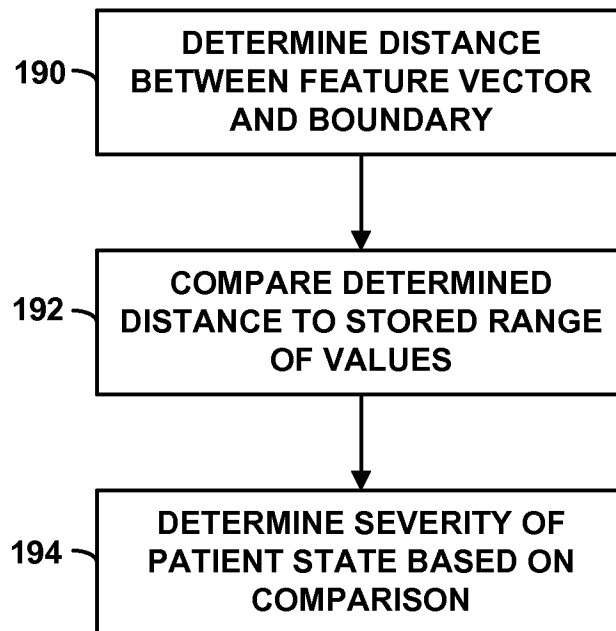 190
DETERMINE DISTANCE
BETWEEN FEATURE VECTOR
AND BOUNDARY
192
COMPARE DETERMINED
DISTANCE TO STORED RANGE
OF VALUES
194
DETERMINE SEVERITY OF
PATIENT STATE BASED ON
COMPARISON